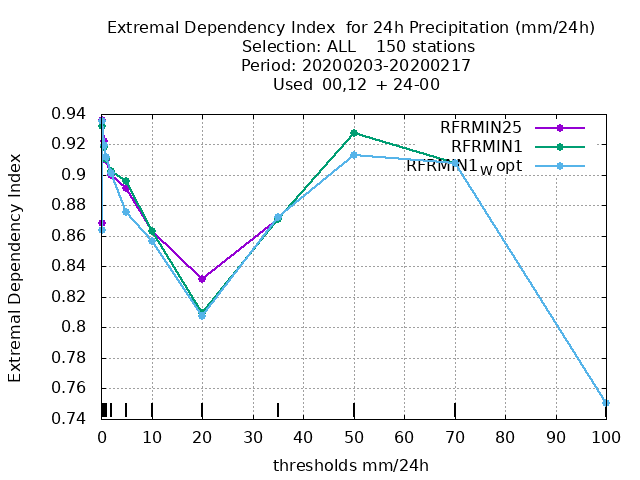 Extremal Dependency Index for 24h Precipitation (mm/24h)
Selection: ALL 150 stations
Period: 20200203-20200217
Used 00,12 + 24-00
Extremal Dependency Index
0.94
0.92
0.9
0.88
0.86
0.84
0.82
0.8
0.78
0.76
0.74
RFRMIN25
RFRMIN1
RFRMIN1w opt
0 10 20 30 40 50 60 70 80 90 100
thresholds mm/24h